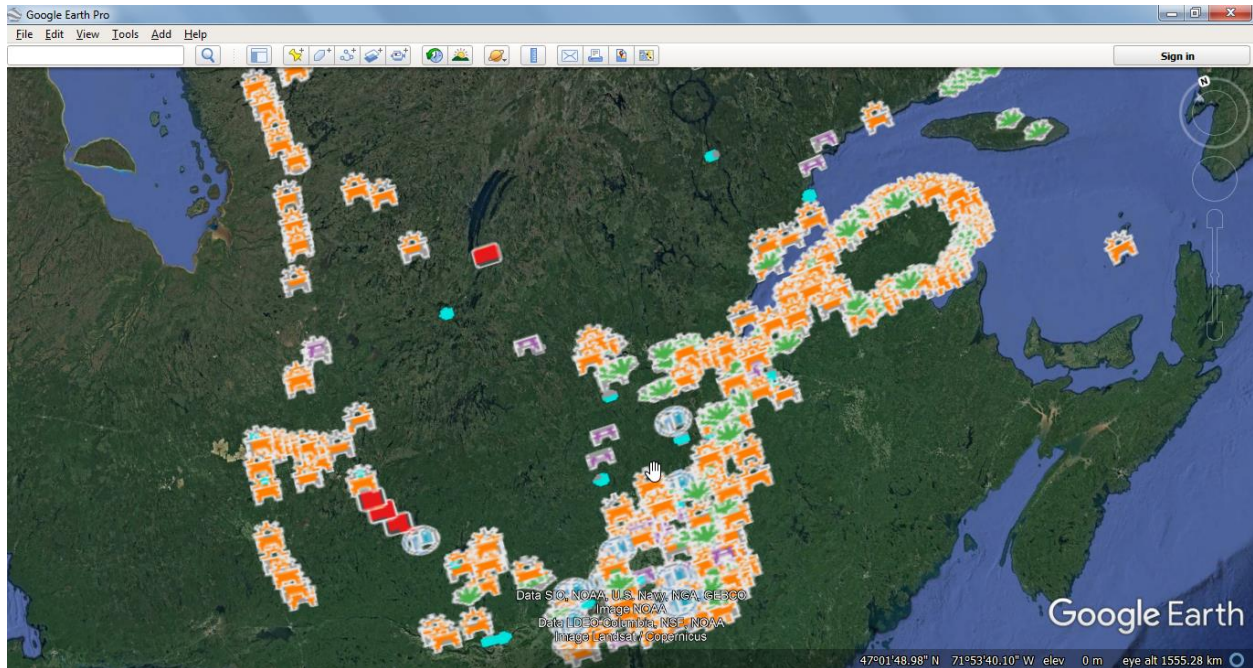 Google Earth Pro
File Edit View Tools Add Help
Sign in
N
Data SIO, NOAA, U.S. Navy, NGA, GEBCO
Image NOAA
Data LDEO-Columbia, NSF, NOAA
Image Landsat / Copernicus
Google Earth
47°01'48.98" N 71°53'40.10" W elev 0 m eye alt 1555.28 km